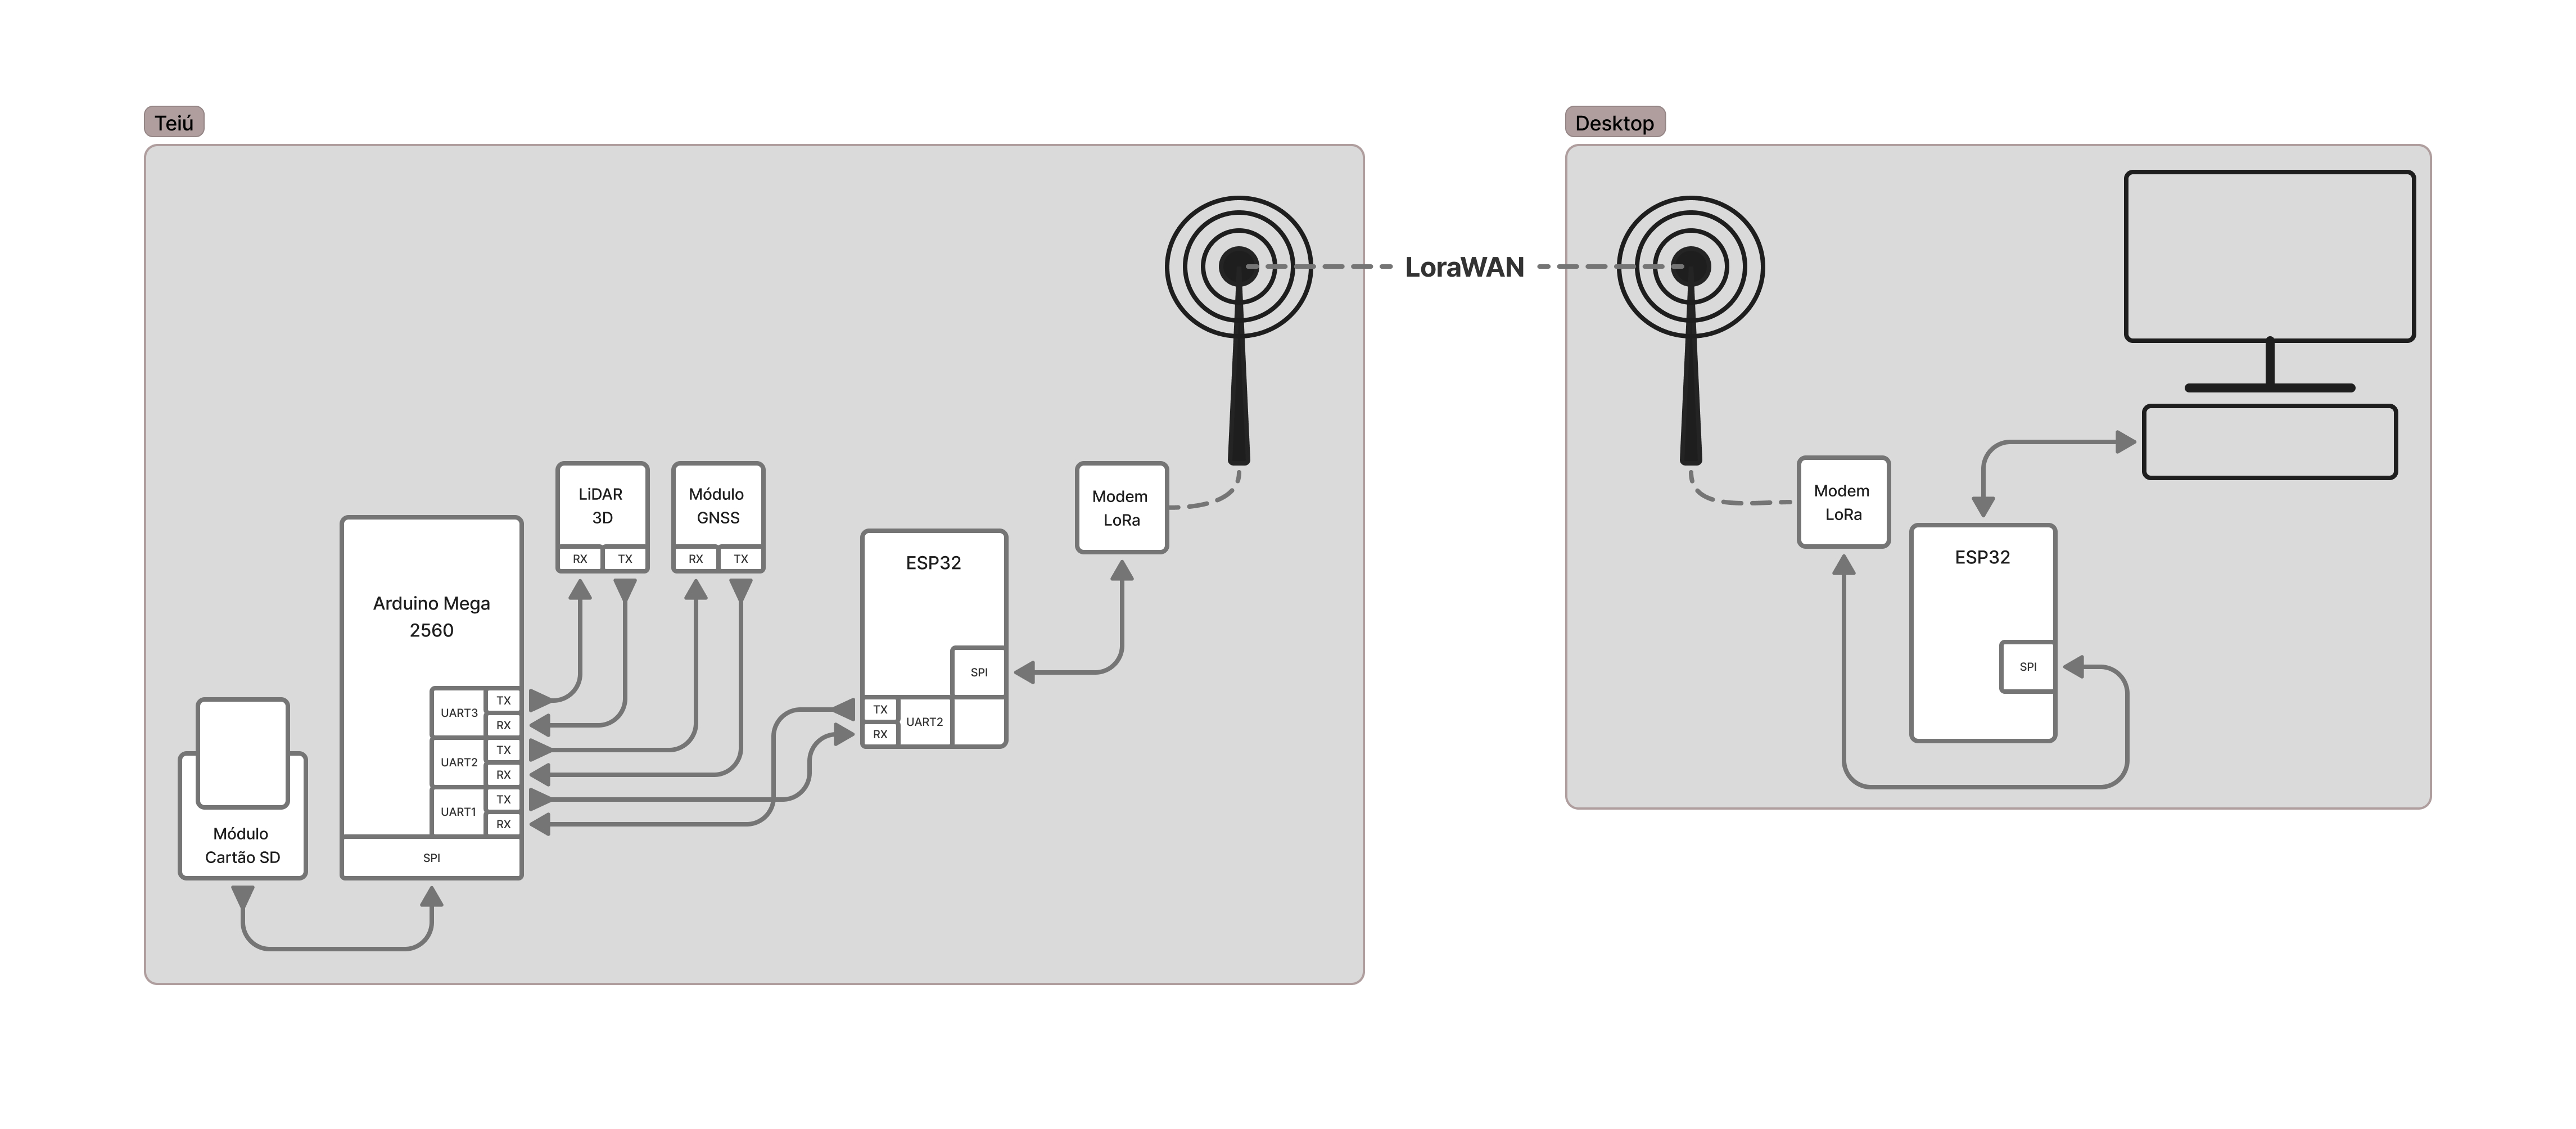 Teiú
Desktop
LoraWAN
LiDAR
3D
RX
TX
Módulo
GNSS
RX
TX
Modem
LoRa
Arduino Mega
2560
UART3
TX
RX
UART2
TX
RX
UART1
TX
RX
SPI
Módulo
Cartão SD
ESP32
SPI
TX
RX
UART2
Modem
LoRa
ESP32
SPI